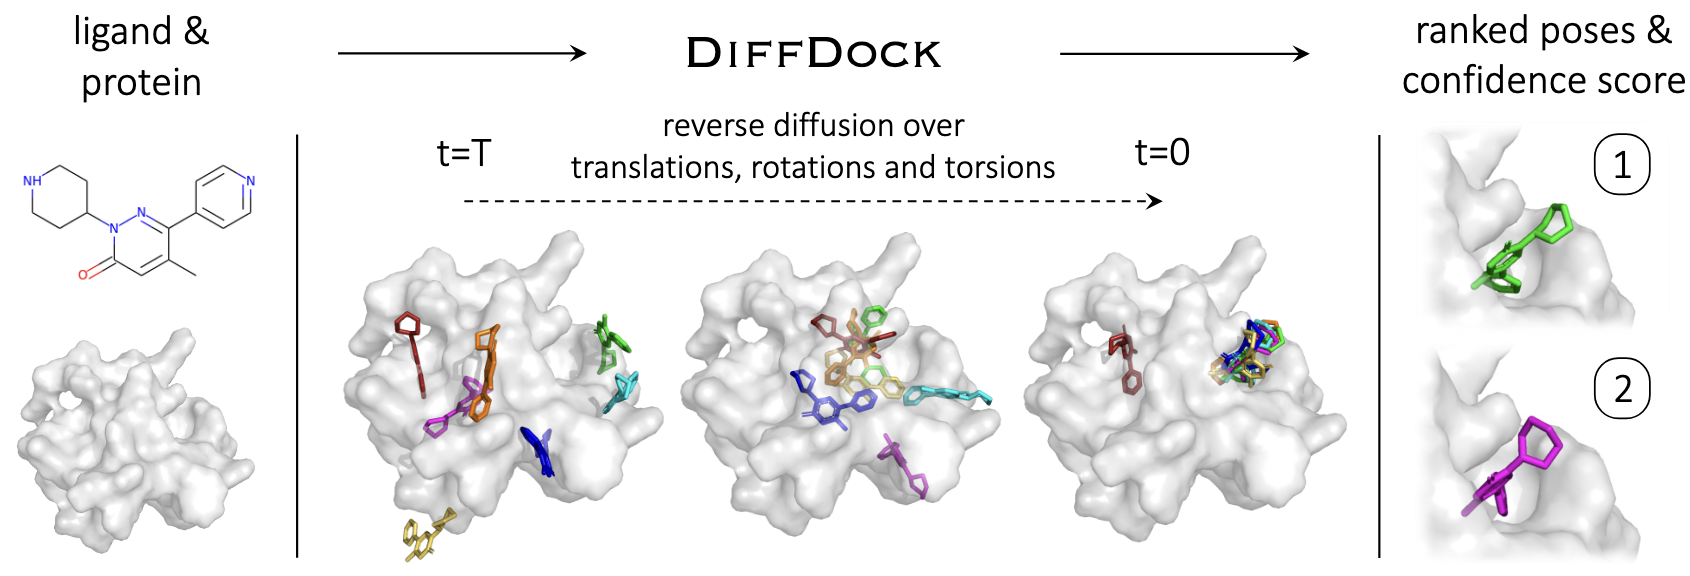 ligand &
protein
DIFFDOCK
ranked poses &
confidence score
reverse diffusion over
translations, rotations and torsions
t=T
t=0
NH
N
N
N
O
1
2